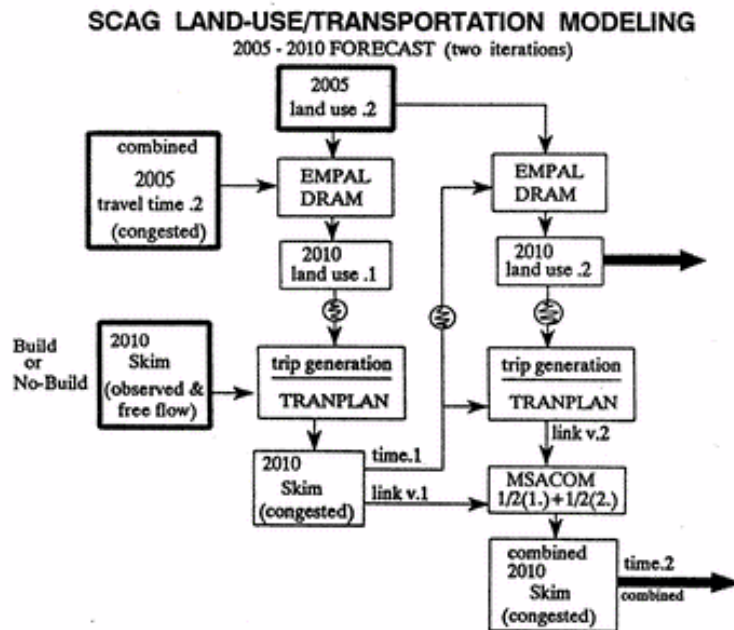 SCAG LAND-USE/TRANSPORTATION MODELING
2005 - 2010 FORECAST (two iterations)
2005
land use .2
combined
2005
travel time .2
(congested)
EMPAL
DRAM
EMPAL
DRAM
2010
land use .1
2010
land use .2
Build
or
No-Build
2010
Skim
(observed &
free flow)
trip generation
TRANPLAN
trip generation
TRANPLAN
link v.2
2010
Skim
(congested)
time.1
link v.1
MSACOM
1/2(1.)+1/2(2.)
combined
2010
Skim
(congested)
time.2
combined